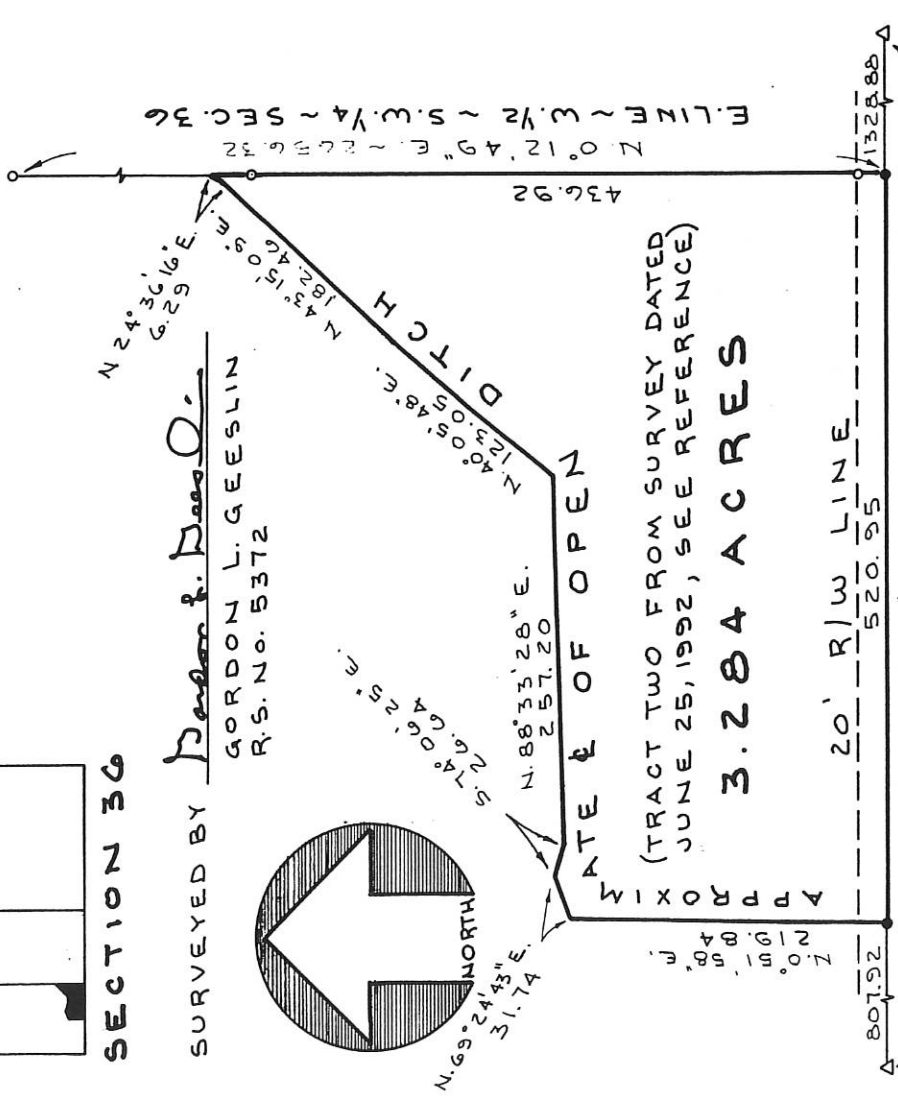 SECTION 36
SURVEYED BY
GORDON L. GEESLIN
R.S. No. 5372
NORTH
N 24° 36' 16" E.
6.29
N 43° 15' 09" E.
182.46
N. 40° 05' 48" E.
123.05
S. 74° 06' 25" E.
26.64
N. 88° 33' 28" E.
257.20
N. 69° 24' 43" E.
31.74
N. 0° 51' 58" E.
219.84
APPROXIMATE ℄ OF OPEN DITCH
(TRACT TWO FROM SURVEY DATED
JUNE 25, 1992, SEE REFERENCE)
3.284 ACRES
436.92
N. 0° 12' 49" E. ~ 2656.32
E. LINE ~ W. 1/2 ~ S.W. 1/4 ~ SEC. 36
20' R/W LINE
520.95
807.92
1328.88